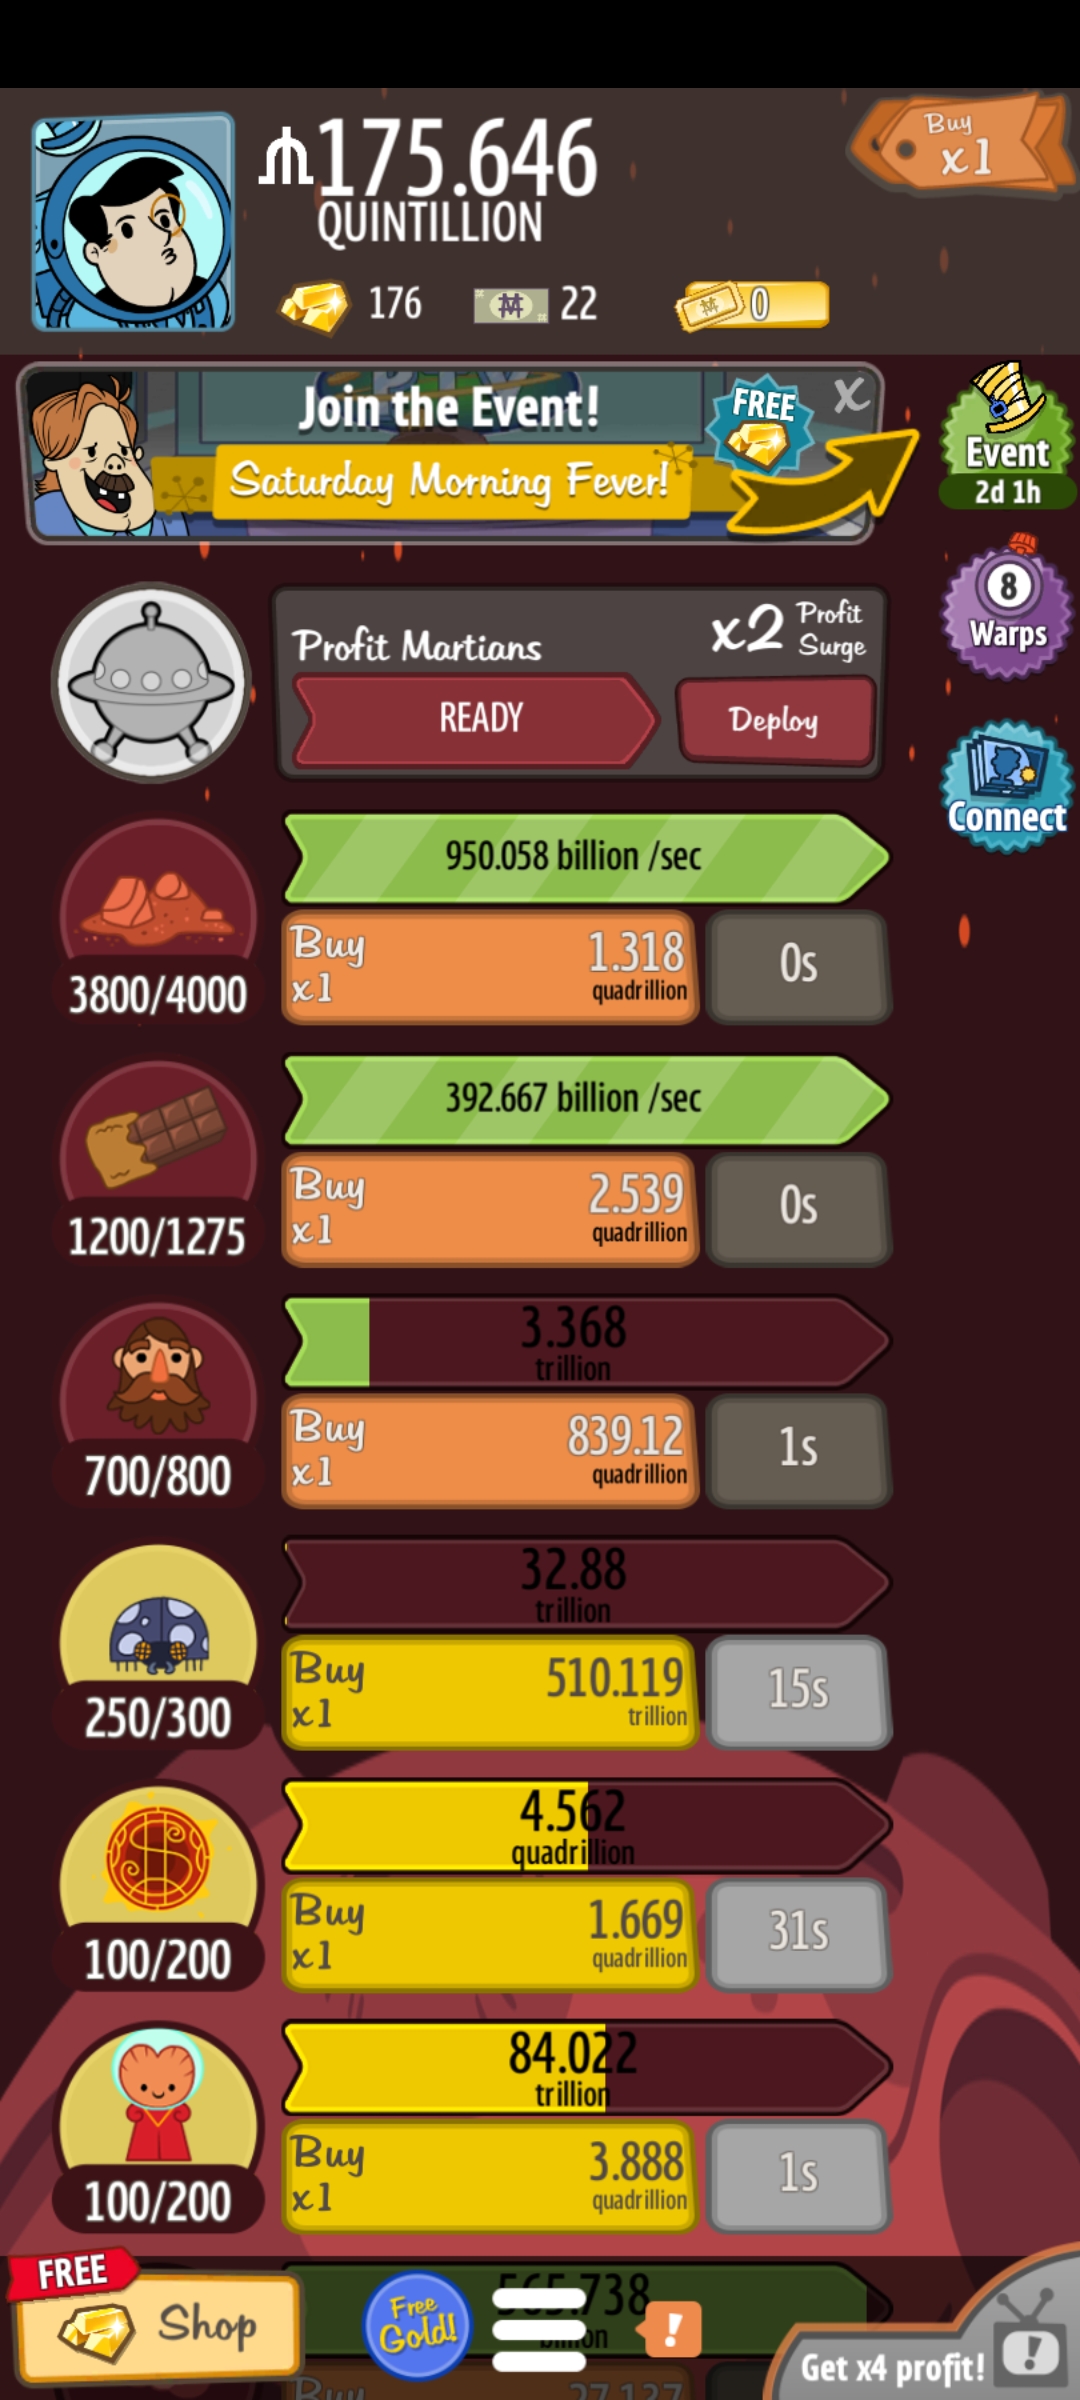 175.646
QUINTILLION
Buy
x1
176
22
0
PTV
Join the Event!
Saturday Morning Fever!
FREE
X
Event
2d 1h
8
Warps
Connect
Profit Martians
x2 Profit Surge
READY
Deploy
950.058 billion /sec
Buy
x1
1.318
quadrillion
0s
3800/4000
392.667 billion /sec
Buy
x1
2.539
quadrillion
0s
1200/1275
3.368
trillion
Buy
x1
839.12
quadrillion
1s
700/800
32.88
trillion
Buy
x1
510.119
trillion
15s
250/300
4.562
quadrillion
Buy
x1
1.669
quadrillion
31s
100/200
84.022
trillion
Buy
x1
3.888
quadrillion
1s
100/200
FREE
Shop
Free
Gold!
565.738
!
Get x4 profit!
!
Buy
27.137